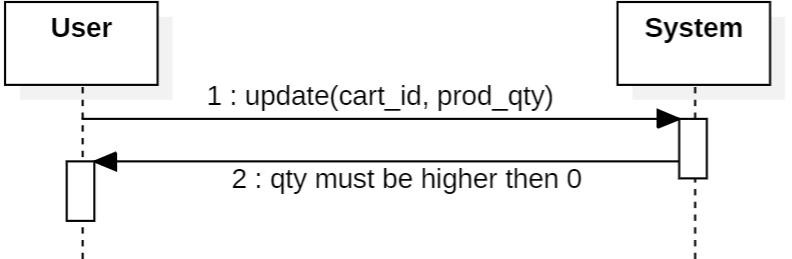 User
System
1 : update(cart_id, prod_qty)
2 : qty must be higher then 0